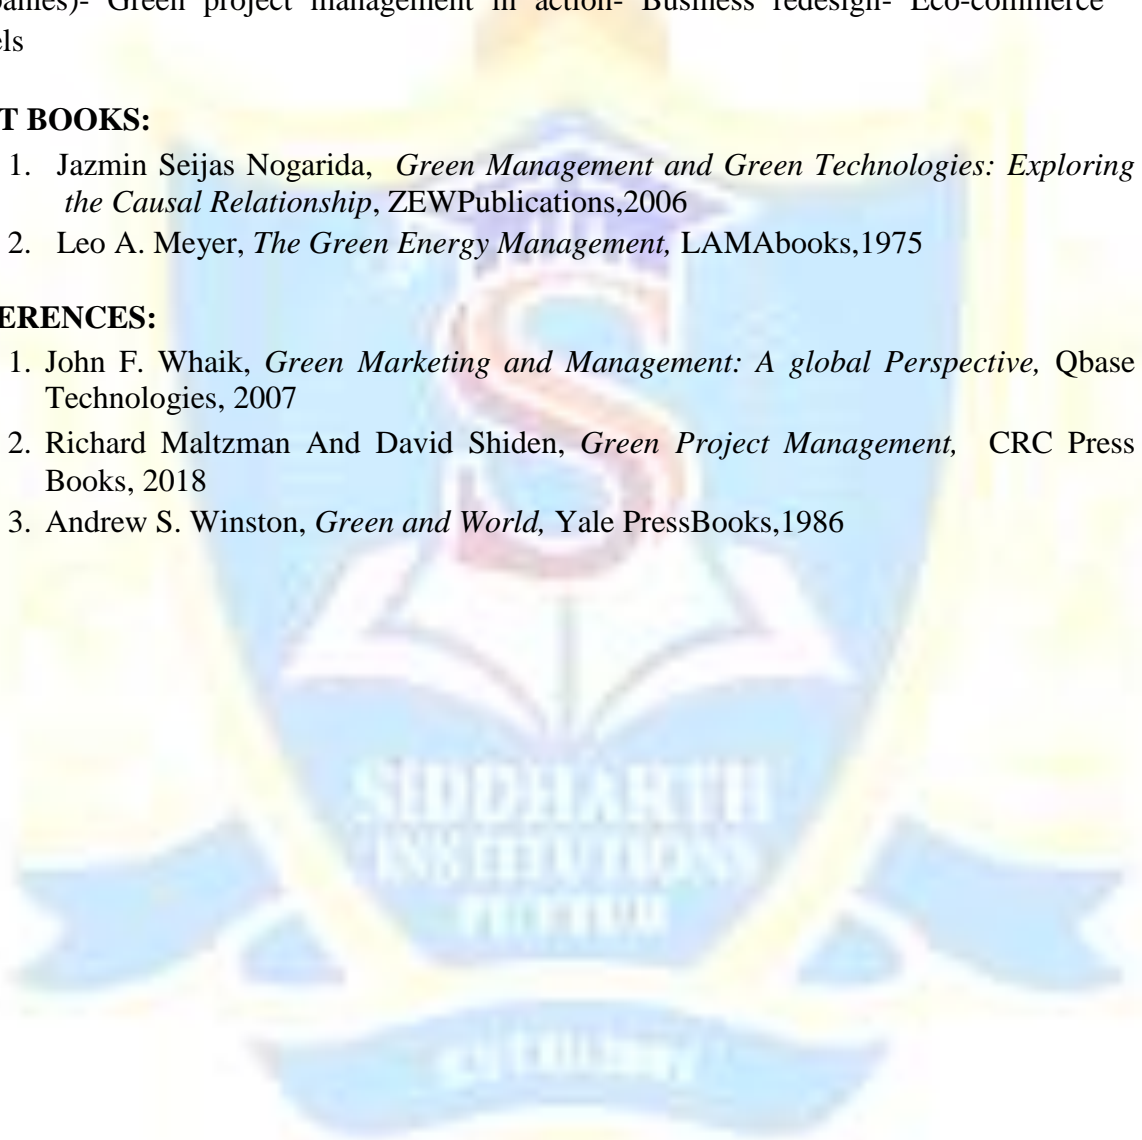 panies)- Green project management in action- Business redesign- Eco-commerce
els
T BOOKS:
1. Jazmin Seijas Nogarida, Green Management and Green Technologies: Exploring
the Causal Relationship, ZEWPublications,2006
2. Leo A. Meyer, The Green Energy Management, LAMAbooks,1975
ERENCES:
1. John F. Whaik, Green Marketing and Management: A global Perspective, Qbase
Technologies, 2007
2. Richard Maltzman And David Shiden, Green Project Management, CRC Press
Books, 2018
3. Andrew S. Winston, Green and World, Yale PressBooks,1986
S
SIDDHARTH
INSTITUTIONS
PUTTUR